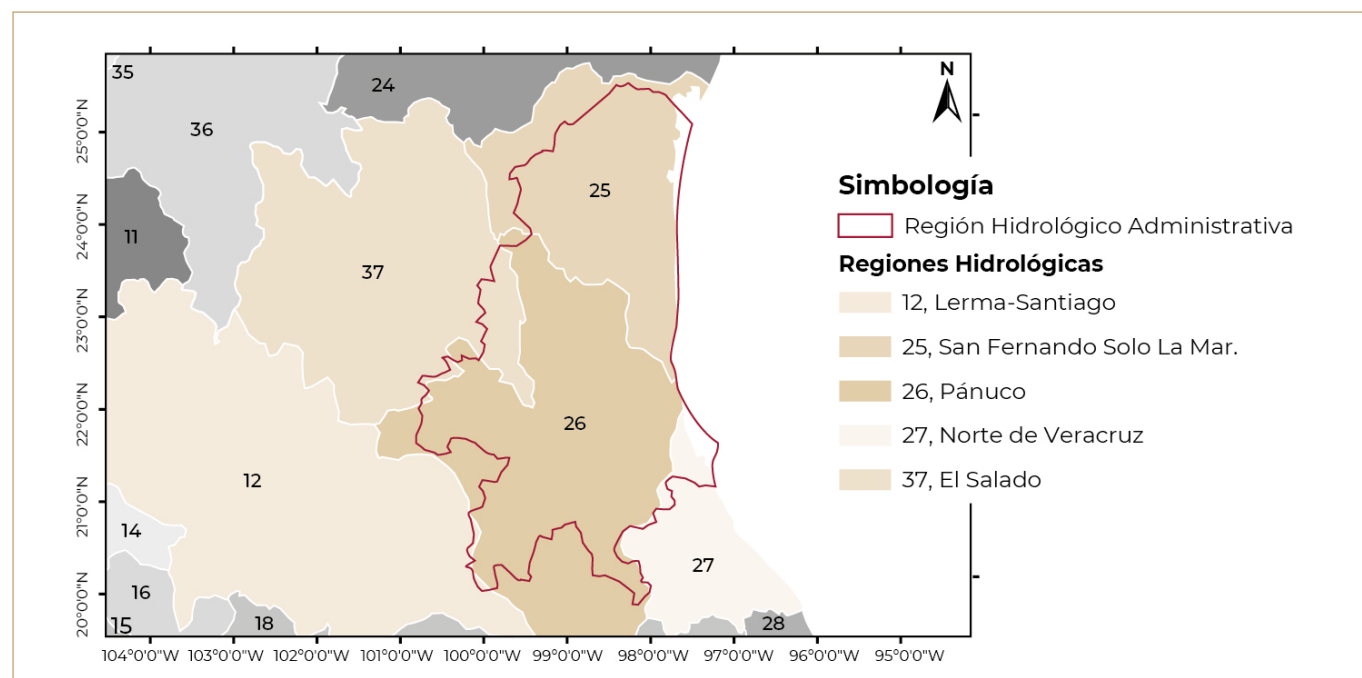 35
24
N
36
25°0'0"N
Simbología
25
Región Hidrológico Administrativa
24°0'0"N
11
Regiones Hidrológicas
37
12, Lerma-Santiago
23°0'0"N
25, San Fernando Solo La Mar.
26, Pánuco
22°0'0"N
26
27, Norte de Veracruz
12
37, El Salado
21°0'0"N
14
27
16
20°0'0"N
15
18
28
104°0'0"W 103°0'0"W 102°0'0"W 101°0'0"W 100°0'0"W 99°0'0"W 98°0'0"W 97°0'0"W 96°0'0"W 95°0'0"W